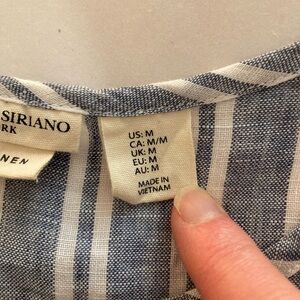 SIRIANO
RK
NEN
US: M
CA: M/M
UK: M
EU: M
AU: M
MADE IN
VIETNAM